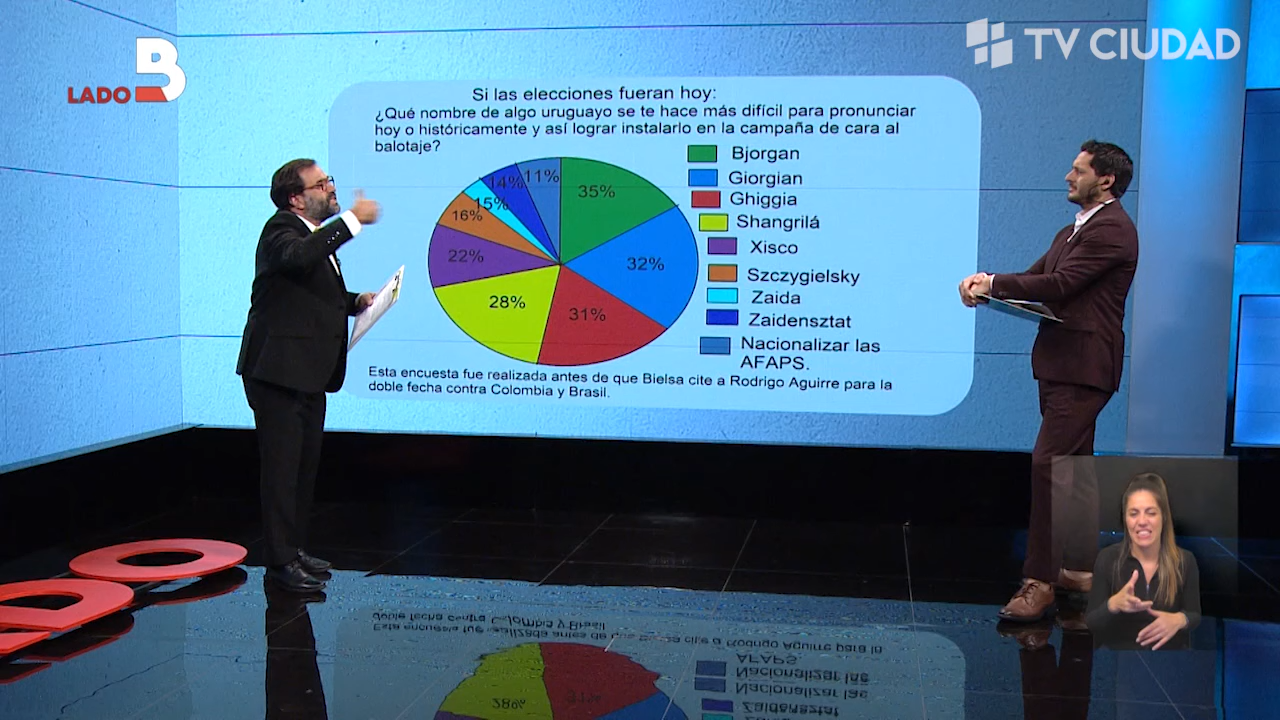 LADO B
TV CIUDAD
Si las elecciones fueran hoy:
¿Qué nombre de algo uruguayo se te hace más difícil para pronunciar
hoy o históricamente y así lograr instalarlo en la campaña de cara al
balotaje?
35%
32%
31%
28%
22%
16%
15%
14%
11%
Bjorgan
Giorgian
Ghiggia
Shangrilá
Xisco
Szczygielsky
Zaida
Zaidensztat
Nacionalizar las
AFAPS.
Esta encuesta fue realizada antes de que Bielsa cite a Rodrigo Aguirre para la
doble fecha contra Colombia y Brasil.
DO